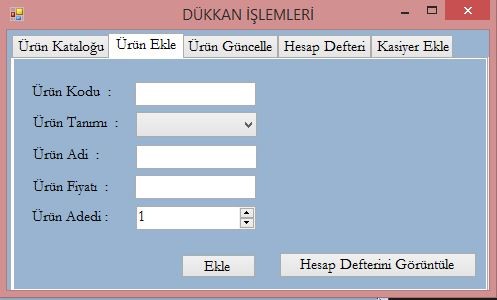 DÜKKAN İŞLEMLERİ
Ürün Kataloğu Ürün Ekle Ürün Güncelle Hesap Defteri Kasiyer Ekle
Ürün Kodu :
Ürün Tanımı :
Ürün Adi :
Ürün Fiyatı :
Ürün Adedi : 1
Ekle Hesap Defterini Görüntüle